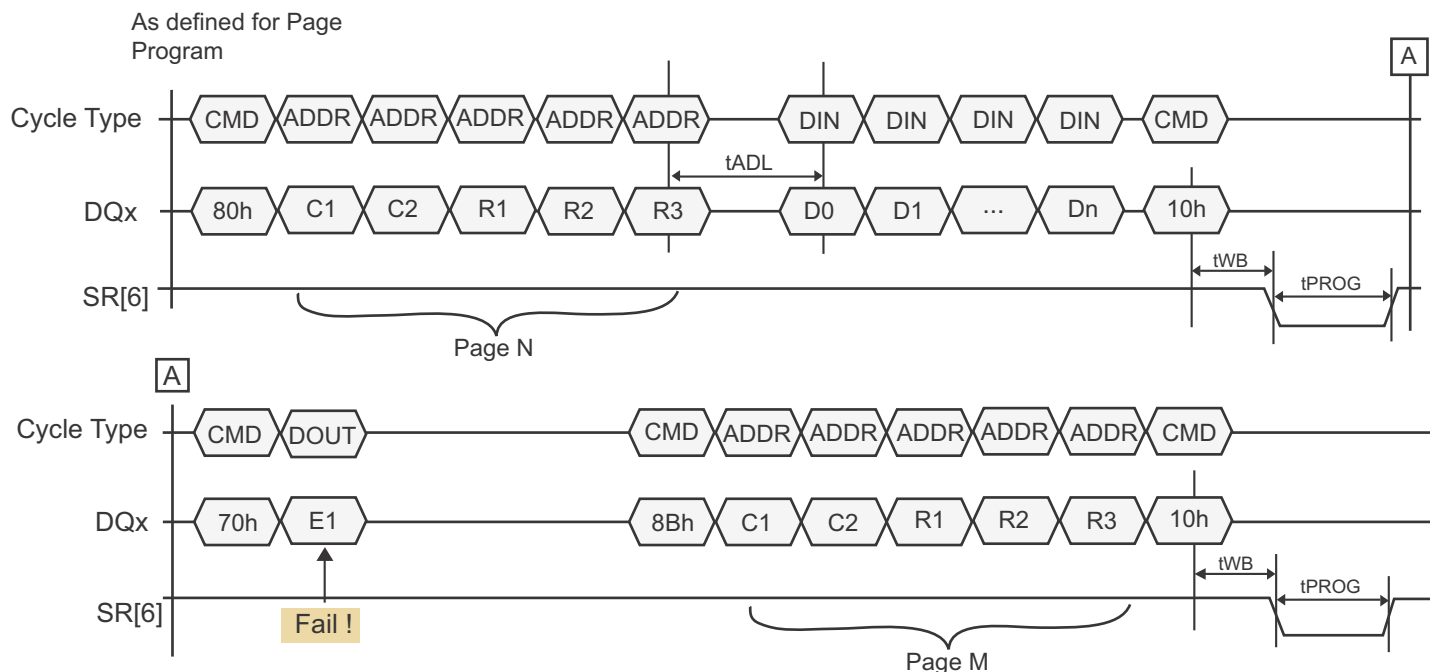 As defined for Page
Program
A
Cycle Type CMD ADDR ADDR ADDR ADDR ADDR DIN DIN DIN DIN CMD
tADL
DQx 80h C1 C2 R1 R2 R3 D0 D1 ... Dn 10h
tWB
tPROG
SR[6]
Page N
A
Cycle Type CMD DOUT CMD ADDR ADDR ADDR ADDR ADDR CMD
DQx 70h E1 8Bh C1 C2 R1 R2 R3 10h
tWB
tPROG
SR[6]
Fail !
Page M